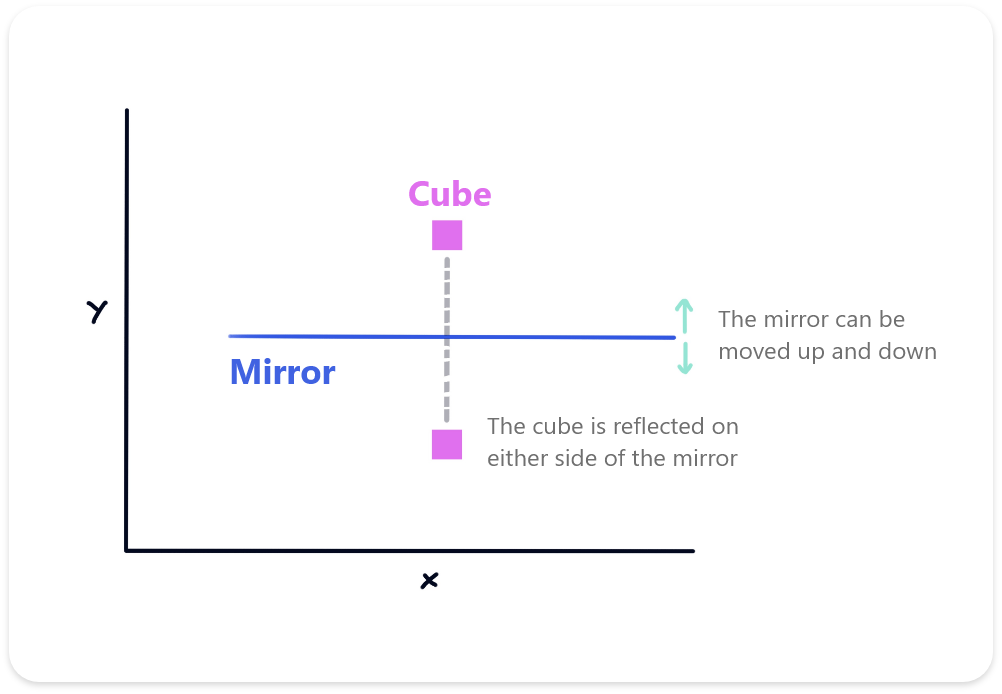 Cube
Y
The mirror can be
moved up and down
Mirror
The cube is reflected on
either side of the mirror
x